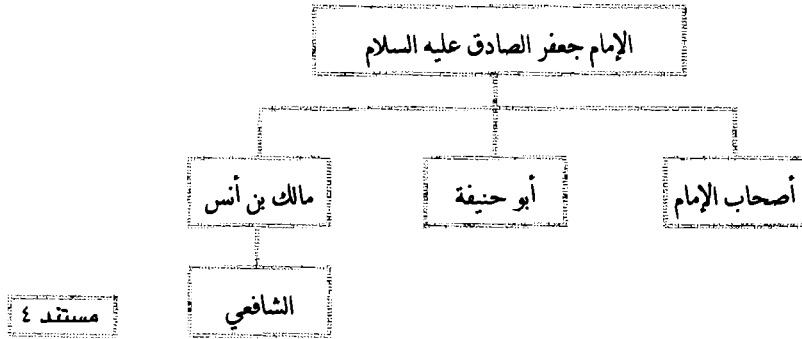 الإمام جعفر الصادق عليه السلام
أصحاب الإمام
أبو حنيفة
مالك بن أنس
الشافعي
مستند ٤